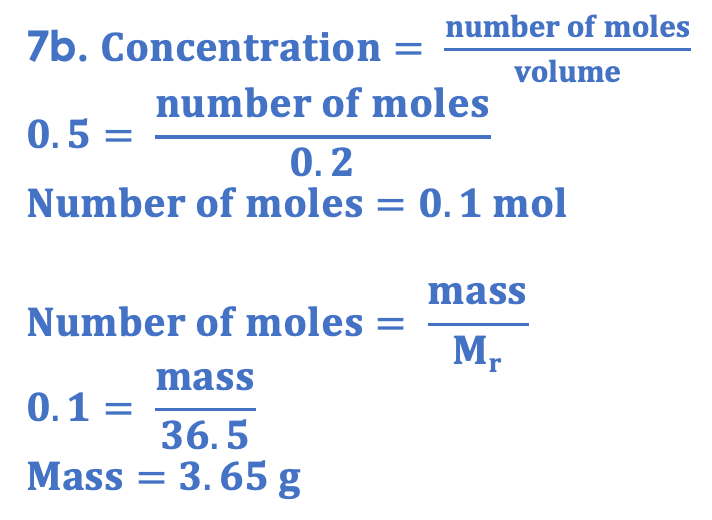 7b. Concentration = number of moles / volume
0.5 = number of moles / 0.2
Number of moles = 0.1 mol
Number of moles = mass / Mᵣ
0.1 = mass / 36.5
Mass = 3.65 g